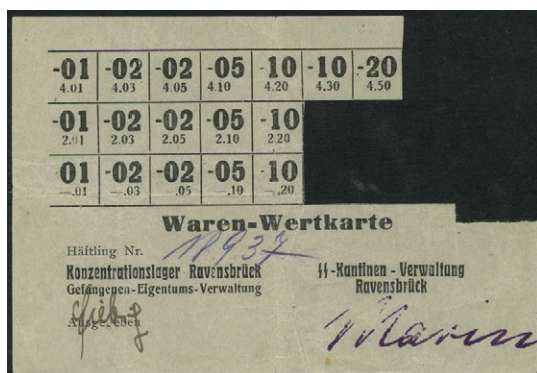 -01 -02 -02 -05 -10 -10 -20
4.01 4.03 4.05 4.10 4.20 4.30 4.50
-01 -02 -02 -05 -10
2.01 2.03 2.05 2.10 2.20
-01 -02 -02 -05 -10
—.01 —.03 .05 —.10 —.20
Waren-Wertkarte
Häftling Nr. 18937
Konzentrationslager Ravensbrück
Gefangenen-Eigentums-Verwaltung
Ausgegeben
SS-Kantinen-Verwaltung
Ravensbrück